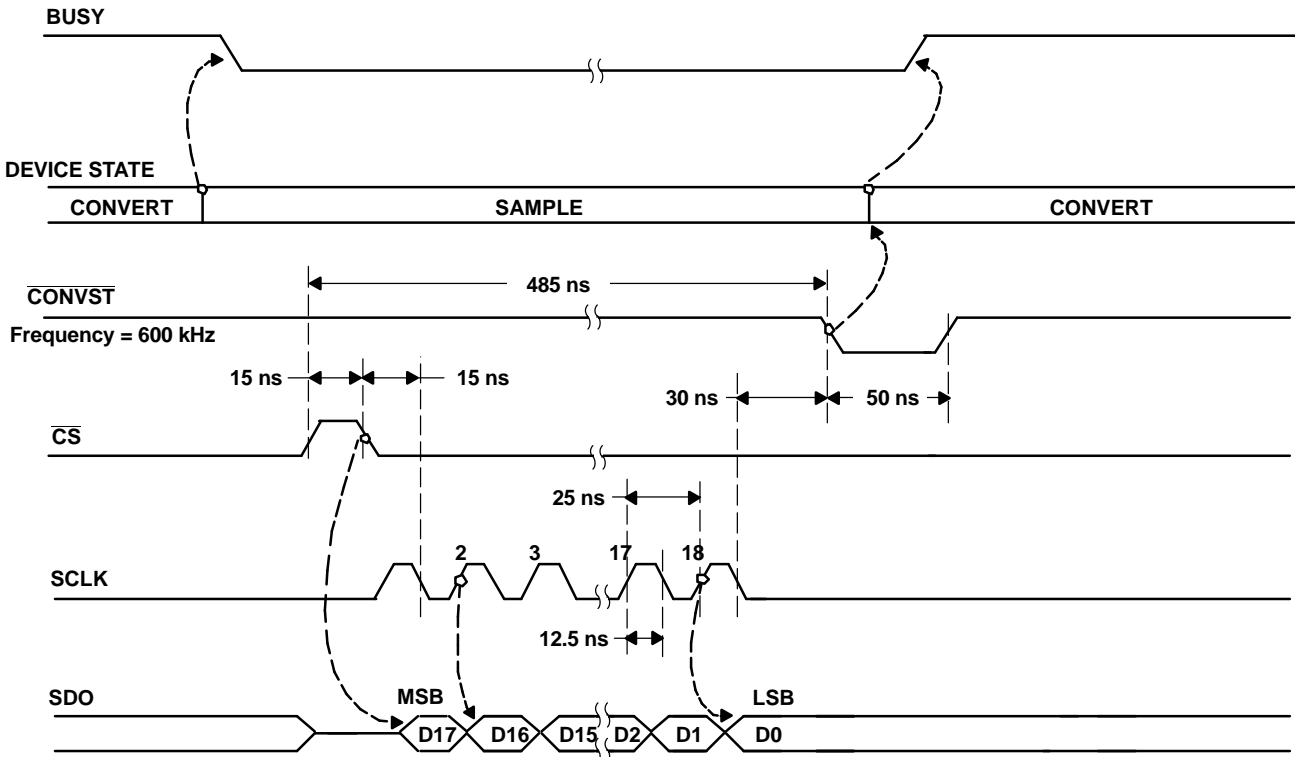 BUSY
DEVICE STATE
CONVERT SAMPLE CONVERT
485 ns
CONVST
Frequency = 600 kHz
15 ns 15 ns
30 ns 50 ns
CS
25 ns
2 3 17 18
SCLK
12.5 ns
SDO MSB LSB
D17 D16 D15 D2 D1 D0